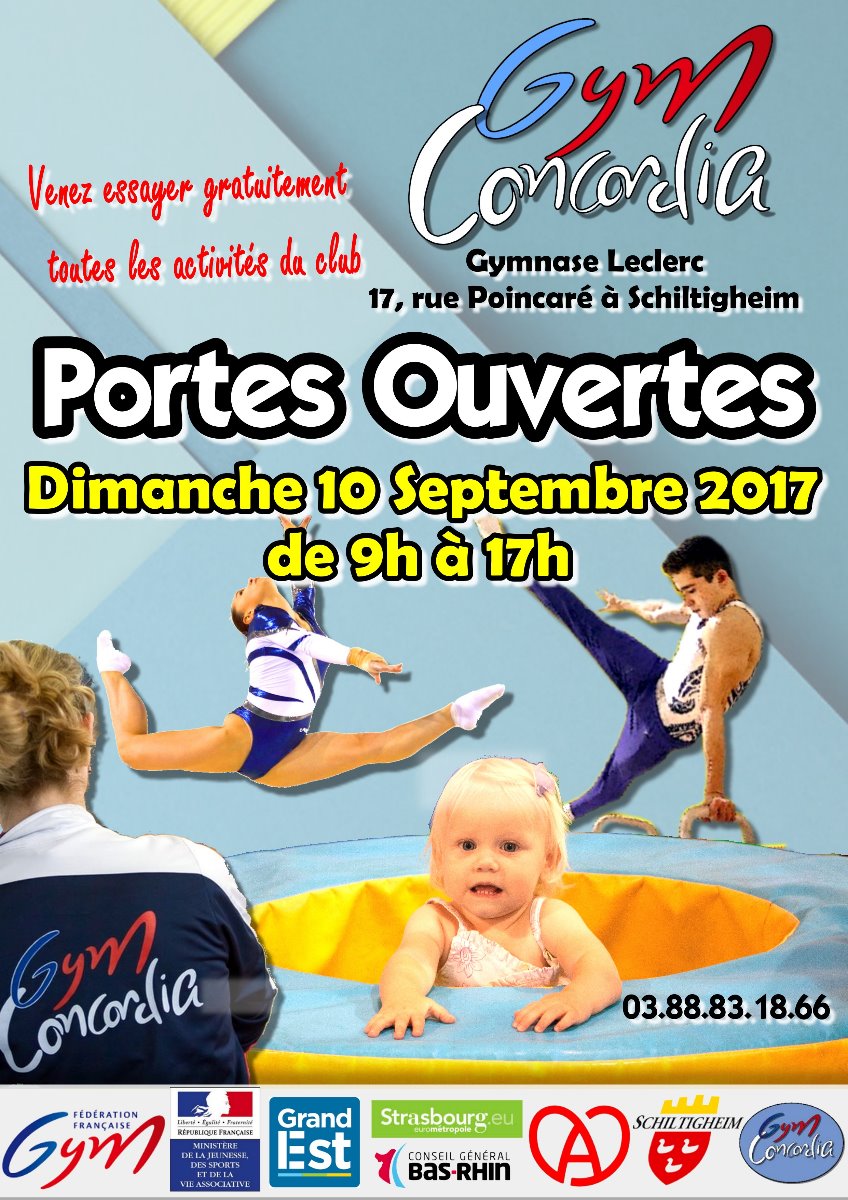 Gym
Concordia
Venez essayer gratuitement
toutes les activités du club
Gymnase Leclerc
17, rue Poincaré à Schiltigheim
Portes Ouvertes
Dimanche 10 Septembre 2017
de 9h à 17h
Gym
Concordia
03.88.83.18.66
FÉDÉRATION
FRANÇAISE
Gym
Liberté • Égalité • Fraternité
RÉPUBLIQUE FRANÇAISE
MINISTÈRE
DE LA JEUNESSE,
DES SPORTS
ET DE LA
VIE ASSOCIATIVE
Grand
Est
Strasbourg.eu
eurométropole
CONSEIL GÉNÉRAL
BAS-RHIN
A
SCHILTIGHEIM
Gym
Concordia